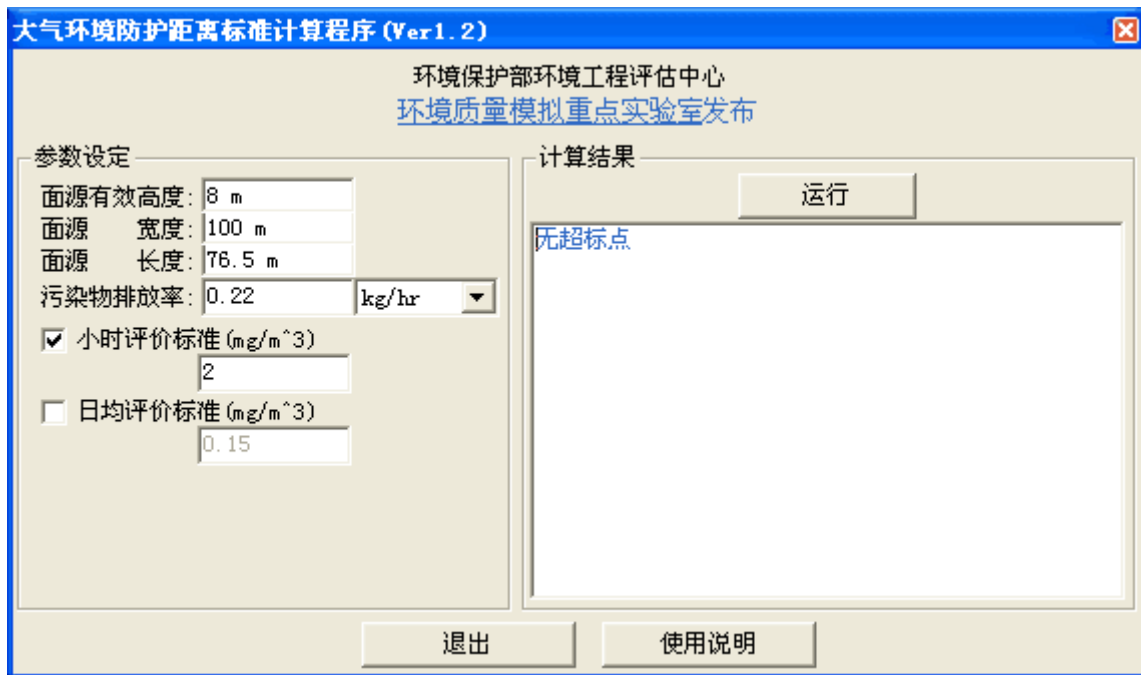 大气环境防护距离标准计算程序(Ver1.2)
环境保护部环境工程评估中心
环境质量模拟重点实验室发布
参数设定
面源有效高度: 8 m
面源 宽度: 100 m
面源 长度: 76.5 m
污染物排放率: 0.22 kg/hr
小时评价标准(mg/m^3)
2
日均评价标准(mg/m^3)
0.15
计算结果
运行
无超标点
退出
使用说明